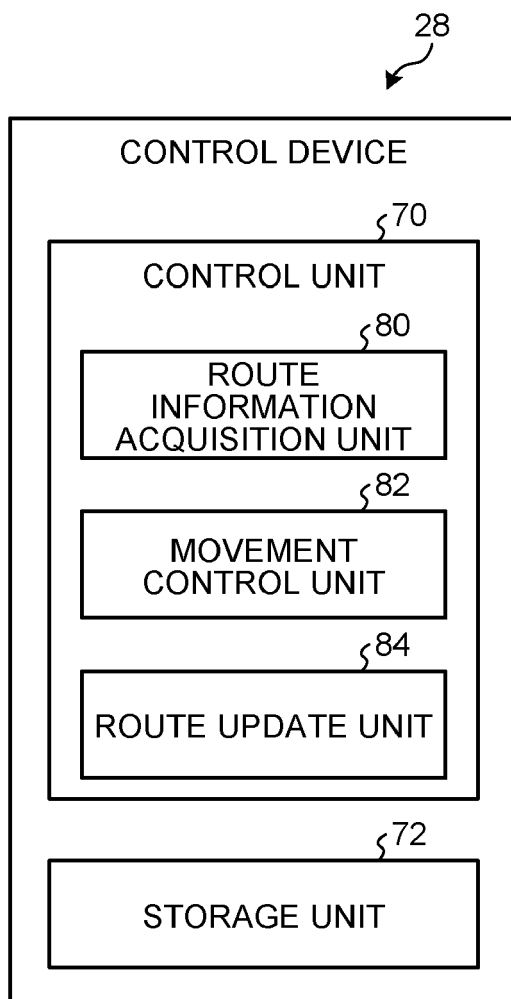 28
CONTROL DEVICE
70
CONTROL UNIT
80
ROUTE
INFORMATION
ACQUISITION UNIT
82
MOVEMENT
CONTROL UNIT
84
ROUTE UPDATE UNIT
72
STORAGE UNIT